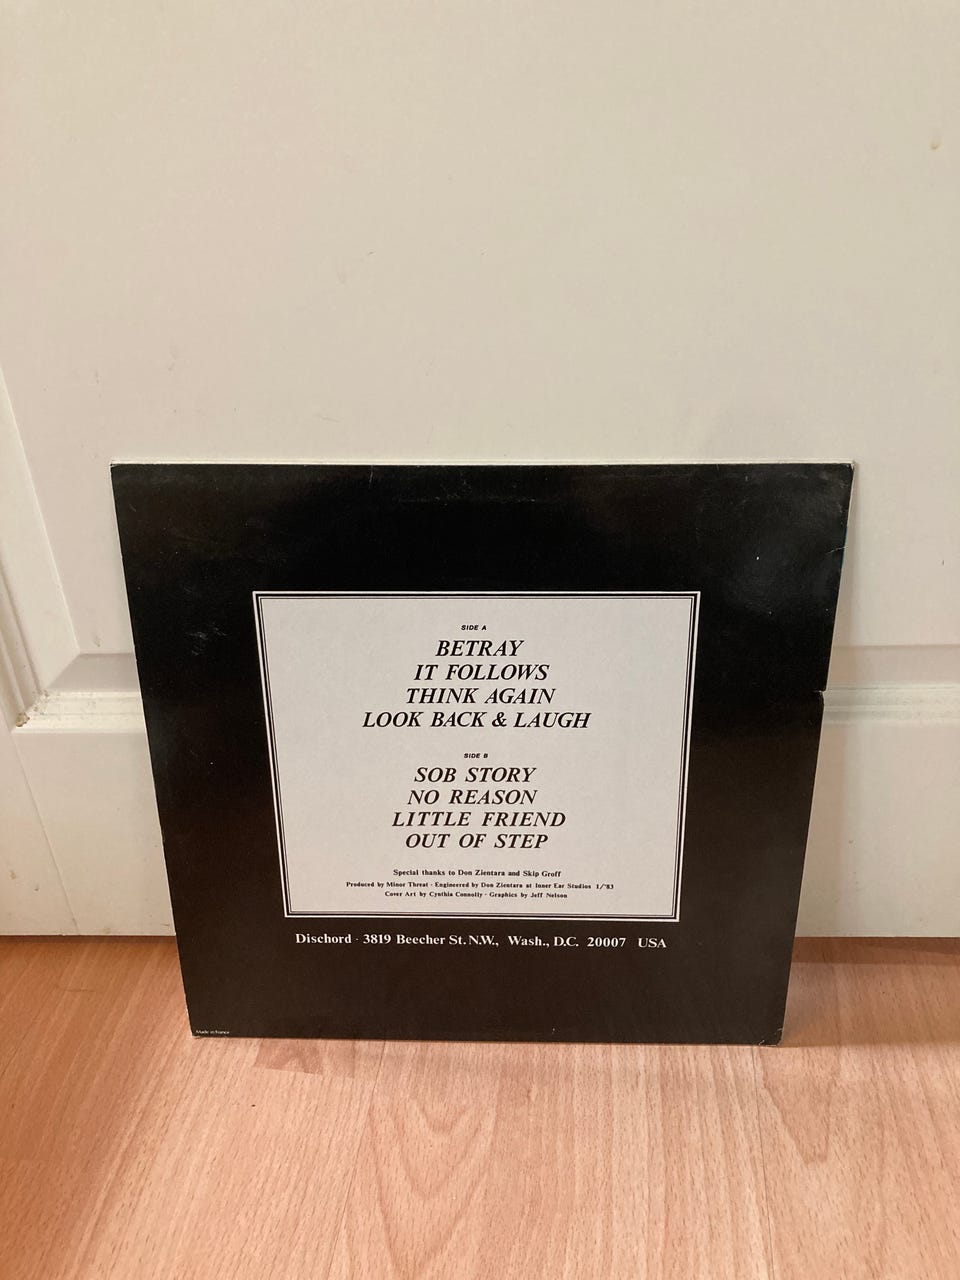 SIDE A
BETRAY
IT FOLLOWS
THINK AGAIN
LOOK BACK & LAUGH
SIDE B
SOB STORY
NO REASON
LITTLE FRIEND
OUT OF STEP
Special thanks to Don Zientara and Skip Groff
Produced by Minor Threat · Engineered by Don Zientara at Inner Ear Studios 1/'83
Cover Art by Cynthia Connolly · Graphics by Jeff Nelson
Dischord · 3819 Beecher St. N.W., Wash., D.C. 20007 USA
Made in France